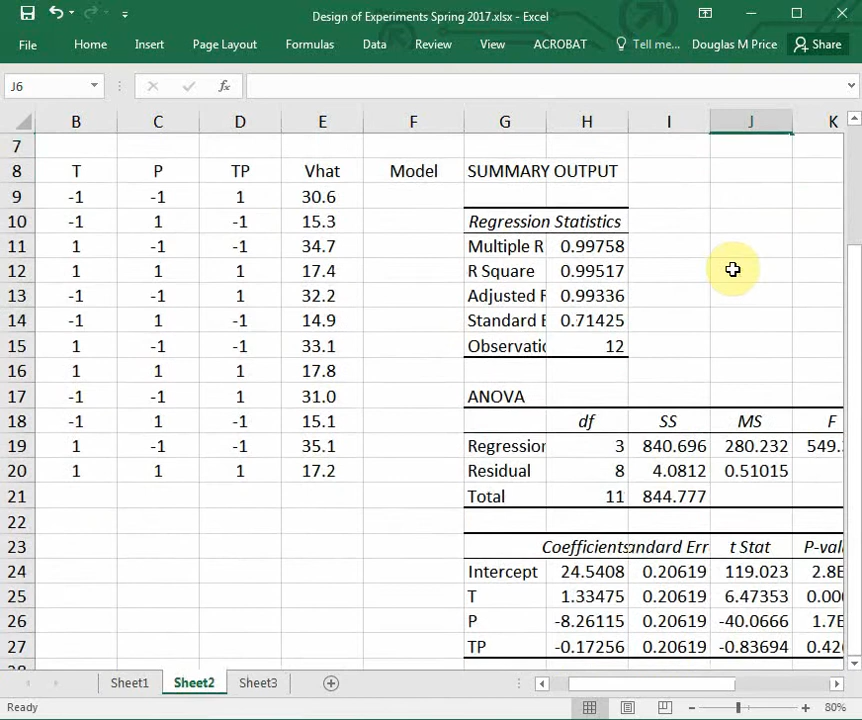 Design of Experiments Spring 2017.xlsx - Excel
File Home Insert Page Layout Formulas Data Review View ACROBAT Tell me... Douglas M Price Share
J6 fx
B C D E F G H I J K
7
8 T P TP Vhat Model SUMMARY OUTPUT
9 -1 -1 1 30.6
10 -1 1 -1 15.3 Regression Statistics
11 1 -1 -1 34.7 Multiple R 0.99758
12 1 1 1 17.4 R Square 0.99517
13 -1 -1 1 32.2 Adjusted R 0.99336
14 -1 1 -1 14.9 Standard E 0.71425
15 1 -1 -1 33.1 Observatio 12
16 1 1 1 17.8
17 -1 -1 1 31.0 ANOVA
18 -1 1 -1 15.1 df SS MS F
19 1 -1 -1 35.1 Regression 3 840.696 280.232 549.
20 1 1 1 17.2 Residual 8 4.0812 0.51015
21 Total 11 844.777
22
23 Coefficients ndard Err t Stat P-val
24 Intercept 24.5408 0.20619 119.023 2.8E
25 T 1.33475 0.20619 6.47353 0.00
26 P -8.26115 0.20619 -40.0666 1.7E
27 TP -0.17256 0.20619 -0.83694 0.42
Sheet1 Sheet2 Sheet3
Ready 80%